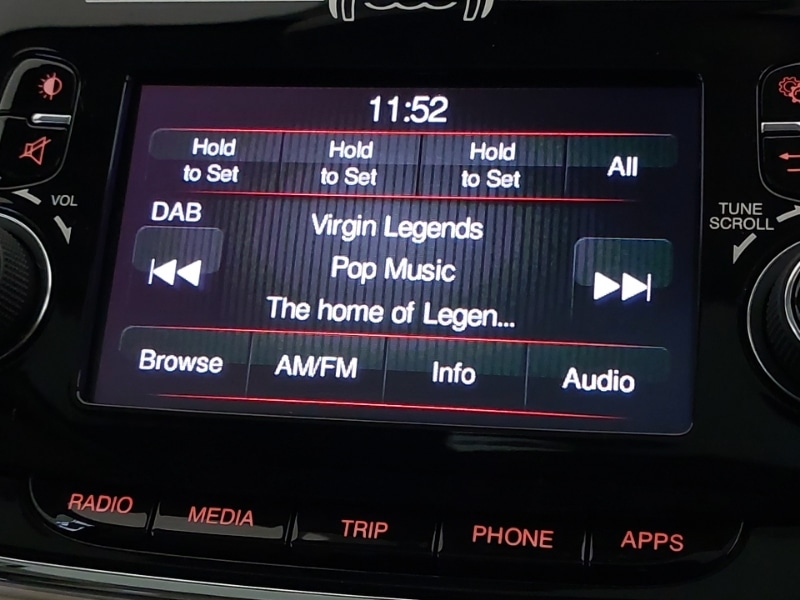 11:52
Hold to Set
Hold to Set
Hold to Set
All
DAB
Virgin Legends
Pop Music
The home of Legen...
Browse
AM/FM
Info
Audio
VOL
TUNE
SCROLL
RADIO
MEDIA
TRIP
PHONE
APPS